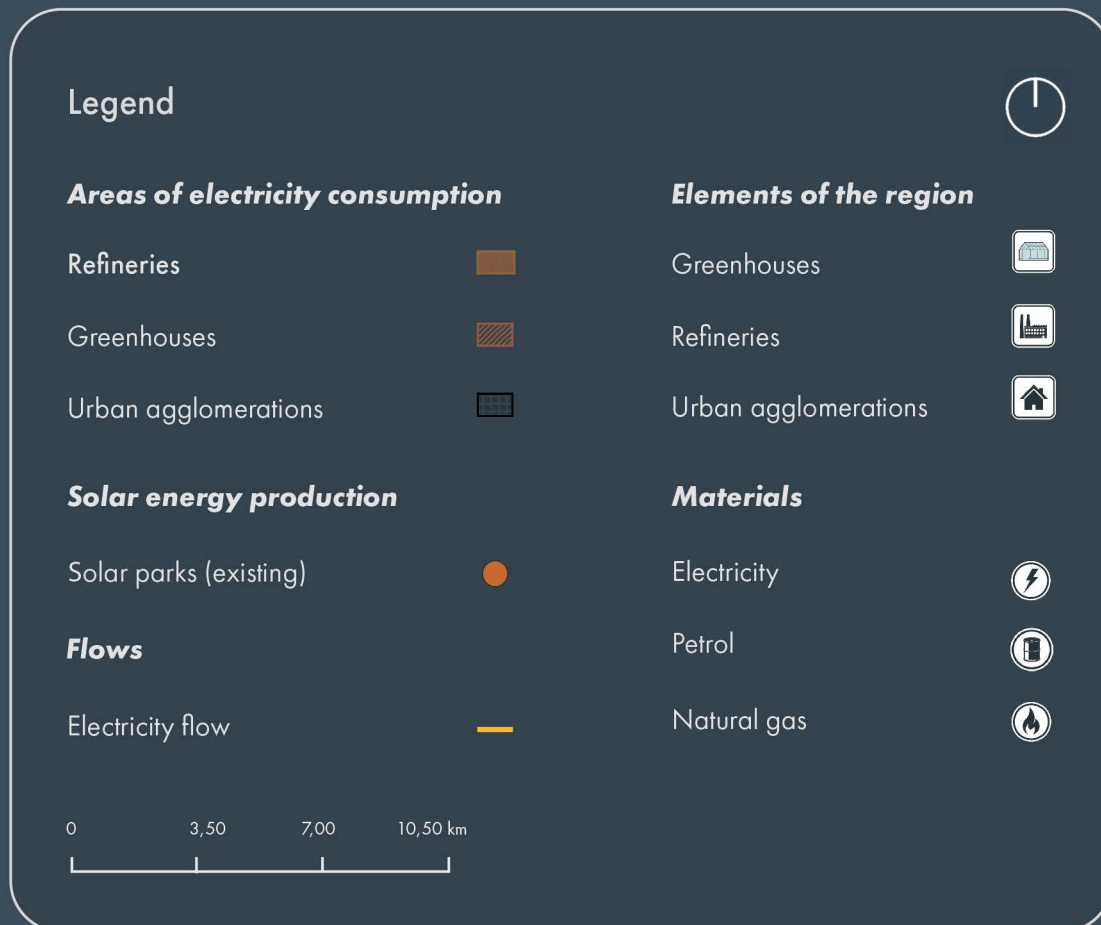 Legend
Areas of electricity consumption
Refineries
Greenhouses
Urban agglomerations
Solar energy production
Solar parks (existing)
Flows
Electricity flow
0 3,50 7,00 10,50 km
Elements of the region
Greenhouses
Refineries
Urban agglomerations
Materials
Electricity
Petrol
Natural gas